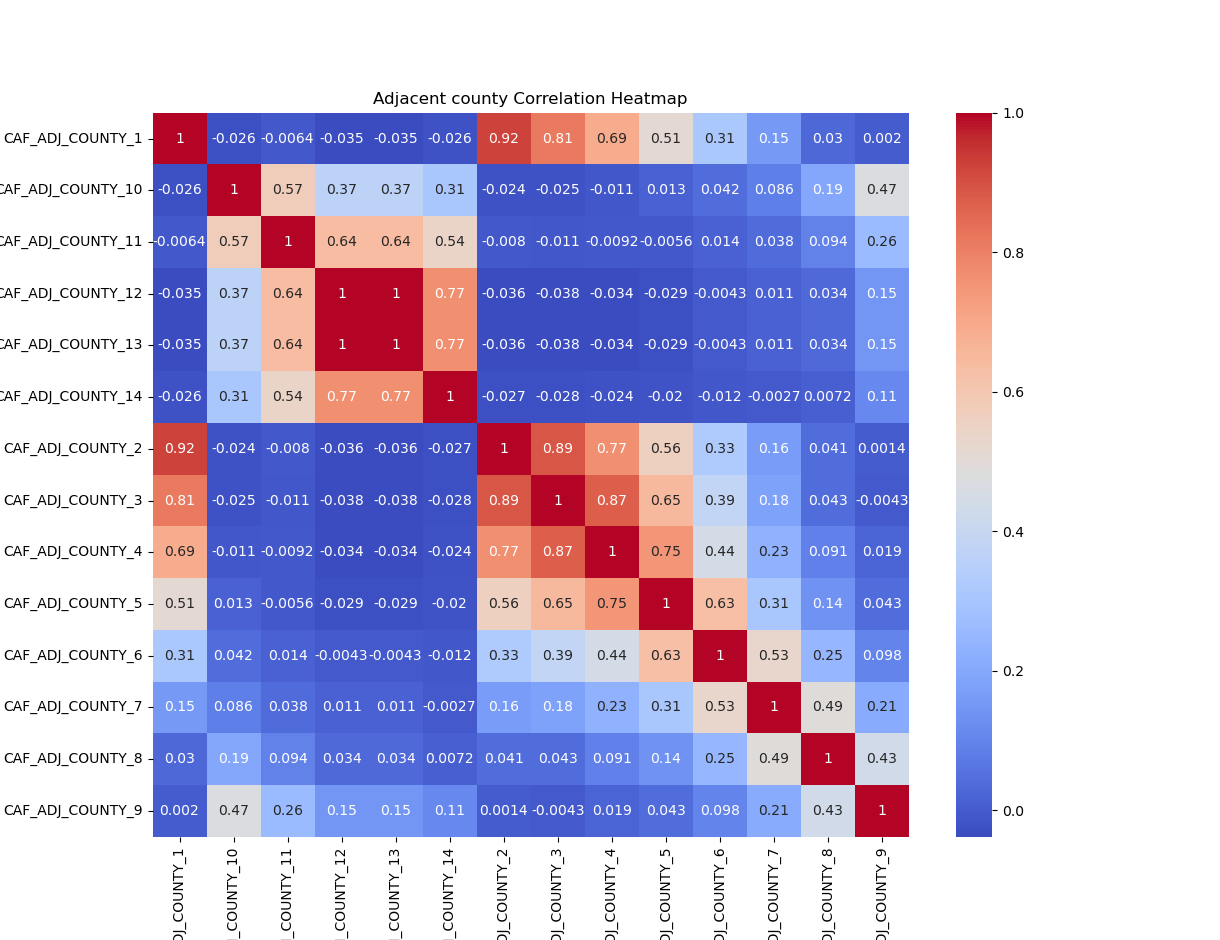 Adjacent county Correlation Heatmap
CAF_ADJ_COUNTY_1 1 -0.026 -0.0064 -0.035 -0.035 -0.026 0.92 0.81 0.69 0.51 0.31 0.15 0.03 0.002
CAF_ADJ_COUNTY_10 -0.026 1 0.57 0.37 0.37 0.31 -0.024 -0.025 -0.011 0.013 0.042 0.086 0.19 0.47
CAF_ADJ_COUNTY_11 -0.0064 0.57 1 0.64 0.64 0.54 -0.008 -0.011 -0.0092 -0.0056 0.014 0.038 0.094 0.26
CAF_ADJ_COUNTY_12 -0.035 0.37 0.64 1 1 0.77 -0.036 -0.038 -0.034 -0.029 -0.0043 0.011 0.034 0.15
CAF_ADJ_COUNTY_13 -0.035 0.37 0.64 1 1 0.77 -0.036 -0.038 -0.034 -0.029 -0.0043 0.011 0.034 0.15
CAF_ADJ_COUNTY_14 -0.026 0.31 0.54 0.77 0.77 1 -0.027 -0.028 -0.024 -0.02 -0.012 -0.0027 0.0072 0.11
CAF_ADJ_COUNTY_2 0.92 -0.024 -0.008 -0.036 -0.036 -0.027 1 0.89 0.77 0.56 0.33 0.16 0.041 0.0014
CAF_ADJ_COUNTY_3 0.81 -0.025 -0.011 -0.038 -0.038 -0.028 0.89 1 0.87 0.65 0.39 0.18 0.043 -0.0043
CAF_ADJ_COUNTY_4 0.69 -0.011 -0.0092 -0.034 -0.034 -0.024 0.77 0.87 1 0.75 0.44 0.23 0.091 0.019
CAF_ADJ_COUNTY_5 0.51 0.013 -0.0056 -0.029 -0.029 -0.02 0.56 0.65 0.75 1 0.63 0.31 0.14 0.043
CAF_ADJ_COUNTY_6 0.31 0.042 0.014 -0.0043 -0.0043 -0.012 0.33 0.39 0.44 0.63 1 0.53 0.25 0.098
CAF_ADJ_COUNTY_7 0.15 0.086 0.038 0.011 0.011 -0.0027 0.16 0.18 0.23 0.31 0.53 1 0.49 0.21
CAF_ADJ_COUNTY_8 0.03 0.19 0.094 0.034 0.034 0.0072 0.041 0.043 0.091 0.14 0.25 0.49 1 0.43
CAF_ADJ_COUNTY_9 0.002 0.47 0.26 0.15 0.15 0.11 0.0014 -0.0043 0.019 0.043 0.098 0.21 0.43 1
DJ_COUNTY_1
_COUNTY_10
_COUNTY_11
_COUNTY_12
_COUNTY_13
_COUNTY_14
DJ_COUNTY_2
DJ_COUNTY_3
DJ_COUNTY_4
DJ_COUNTY_5
DJ_COUNTY_6
DJ_COUNTY_7
DJ_COUNTY_8
DJ_COUNTY_9
1.0
0.8
0.6
0.4
0.2
0.0